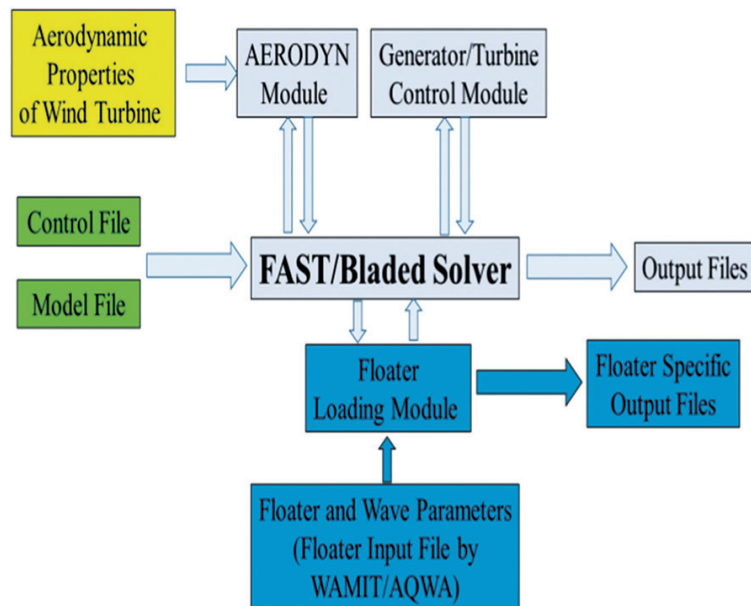 Aerodynamic
Properties
of Wind Turbine
AERODYN
Module
Generator/Turbine
Control Module
Control File
Model File
FAST/Bladed Solver
Output Files
Floater
Loading Module
Floater Specific
Output Files
Floater and Wave Parameters
(Floater Input File by
WAMIT/AQWA)